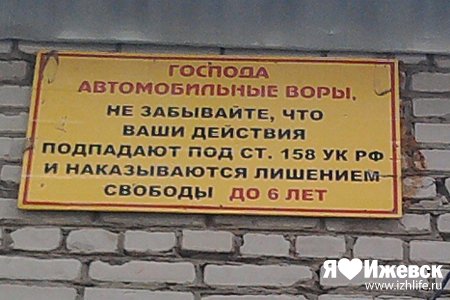 ГОСПОДА
АВТОМОБИЛЬНЫЕ ВОРЫ,
НЕ ЗАБЫВАЙТЕ, ЧТО
ВАШИ ДЕЙСТВИЯ
ПОДПАДАЮТ ПОД СТ. 158 УК РФ
И НАКАЗЫВАЮТСЯ ЛИШЕНИЕМ
СВОБОДЫ ДО 6 ЛЕТ
Я❤Ижевск
www.izhlife.ru